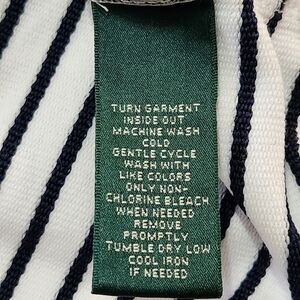 TURN GARMENT
INSIDE OUT
MACHINE WASH
COLD
GENTLE CYCLE
WASH WITH
LIKE COLORS
ONLY NON-
CHLORINE BLEACH
WHEN NEEDED
REMOVE
PROMPTLY
TUMBLE DRY LOW
COOL IRON
IF NEEDED